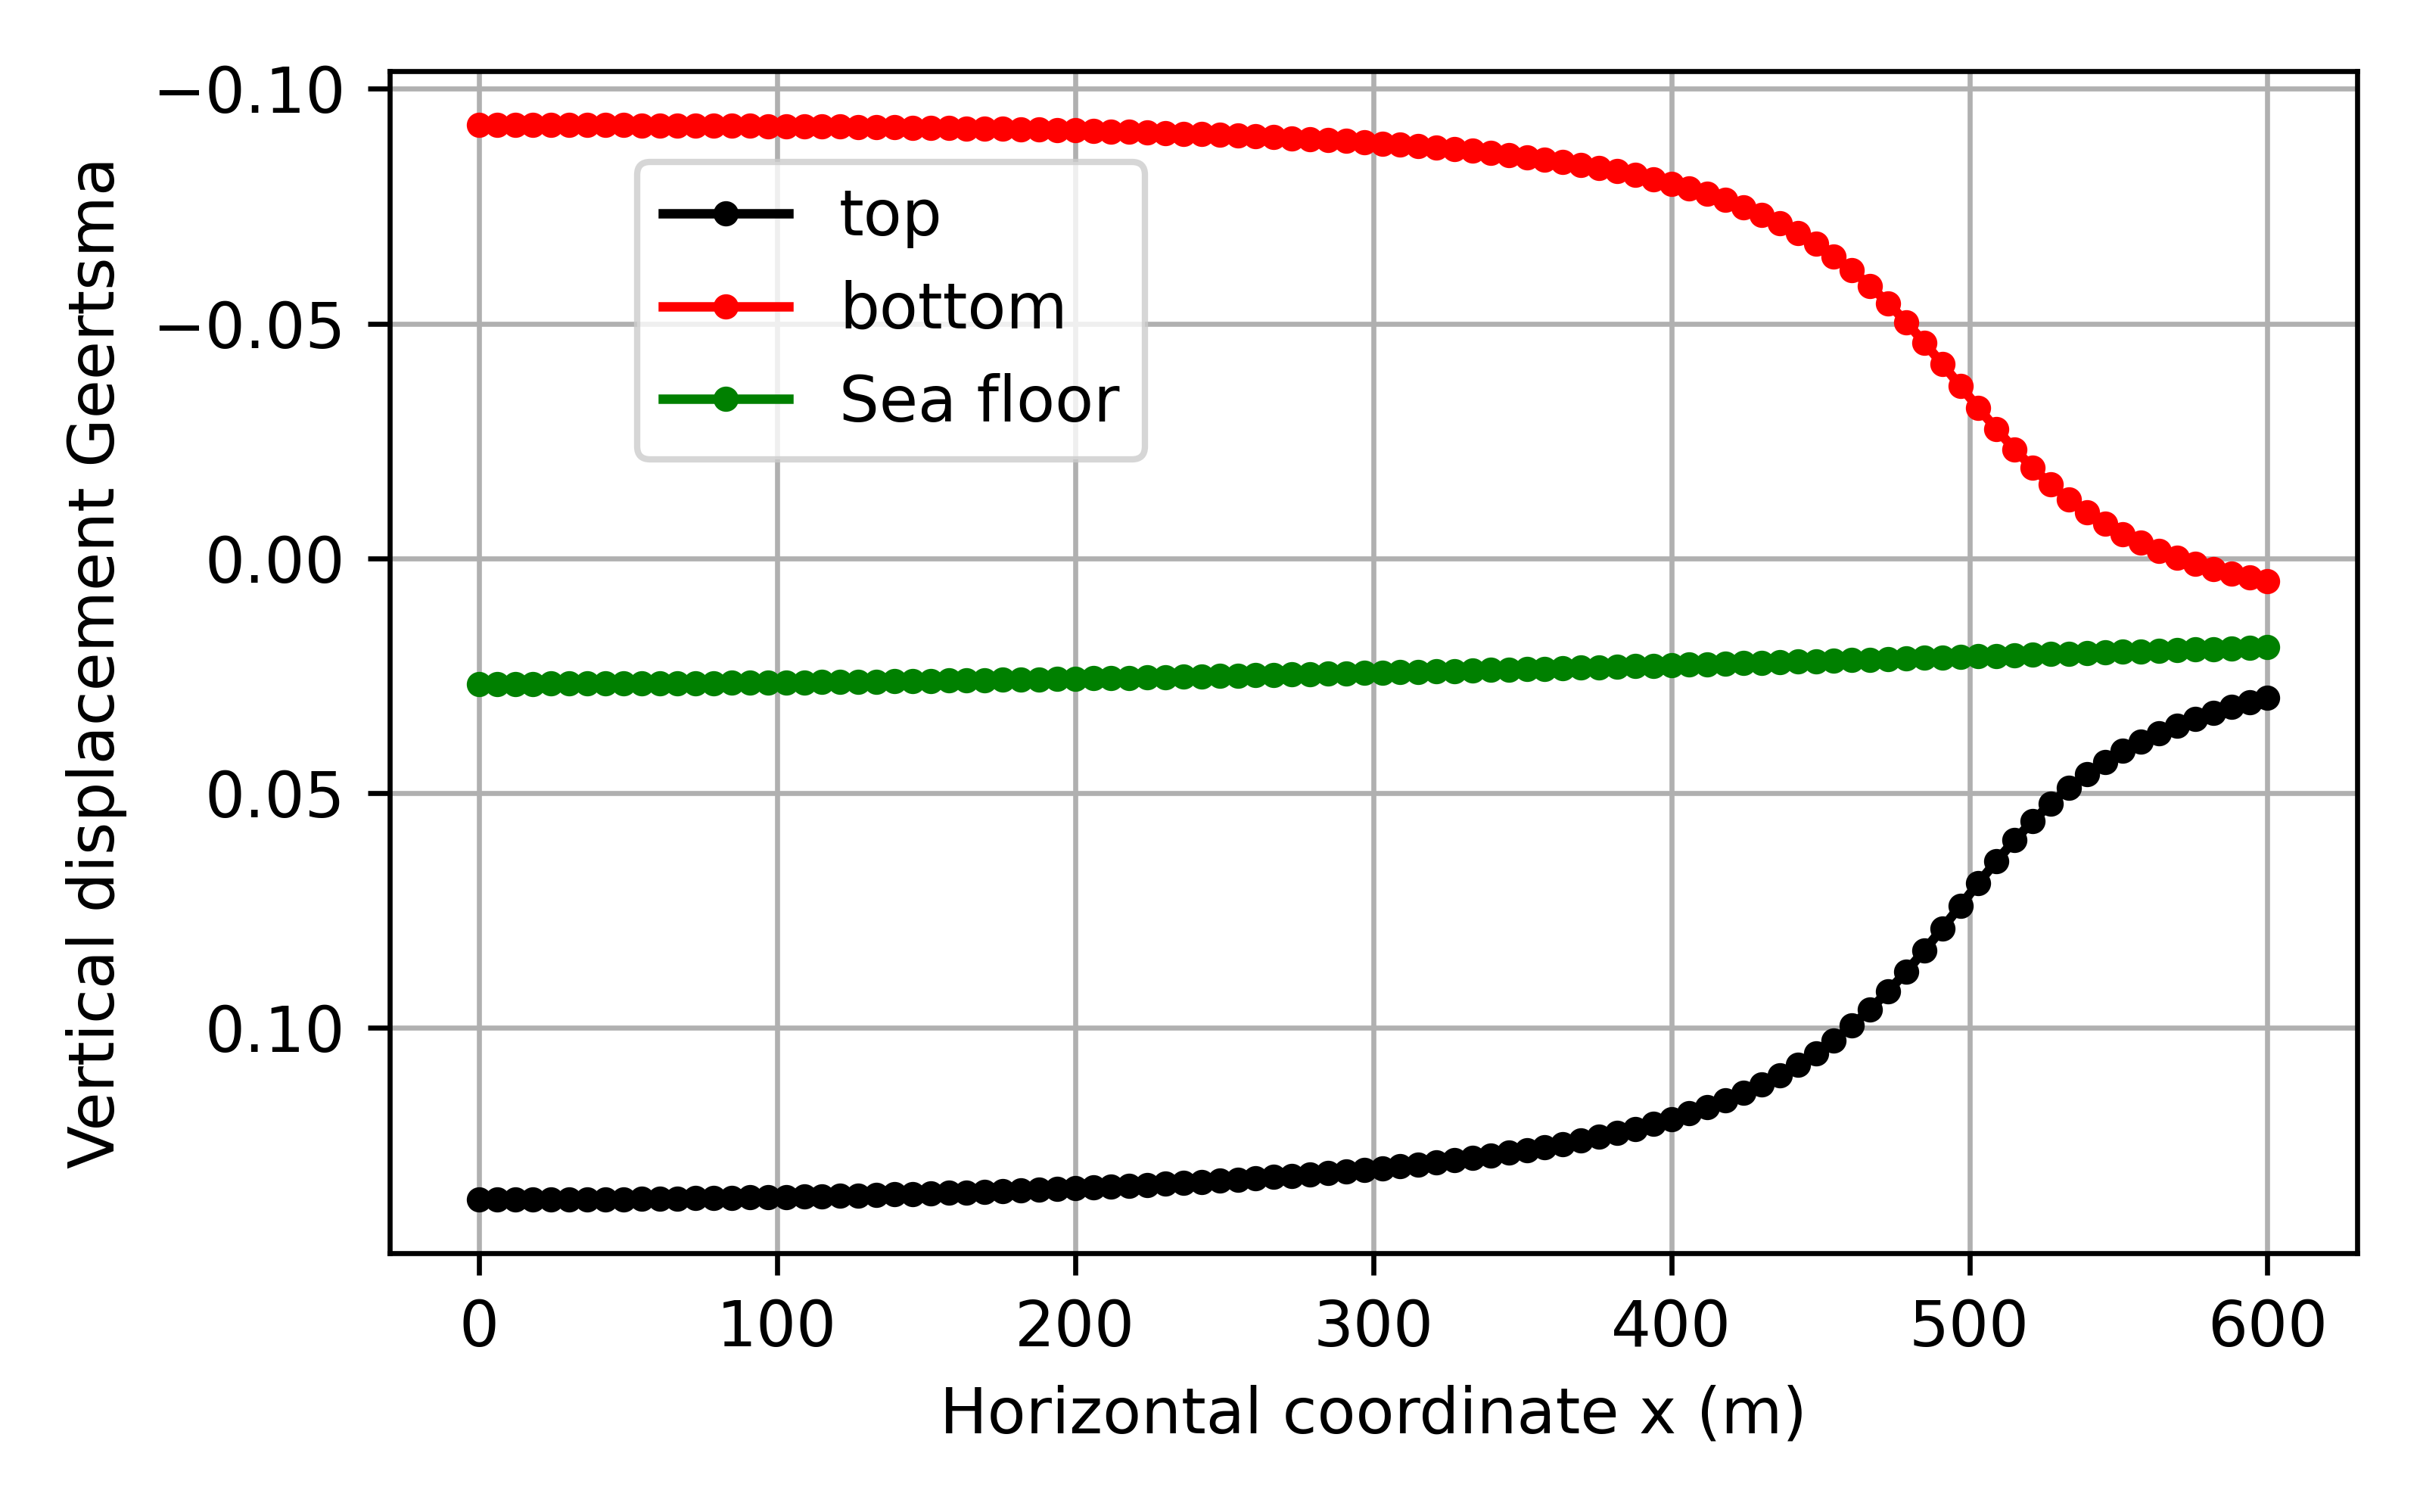 Vertical displacement Geertsma
−0.10
−0.05
0.00
0.05
0.10
top
bottom
Sea floor
0 100 200 300 400 500 600
Horizontal coordinate x (m)